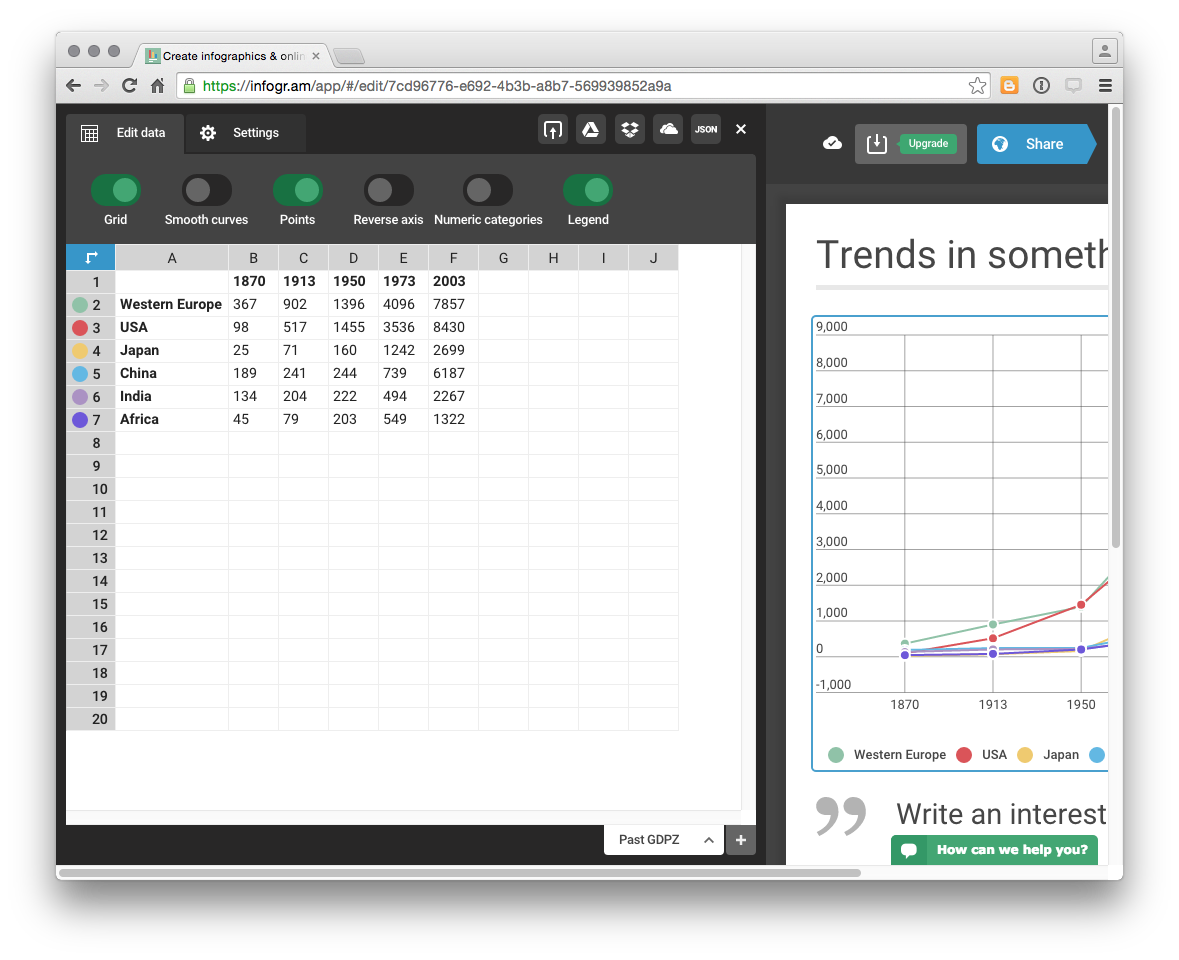 Create infographics & onlin
https://infogr.am/app/#/edit/7cd96776-e692-4b3b-a8b7-569939852a9a
Edit data
Settings
JSON
Upgrade
Share
Grid
Smooth curves
Points
Reverse axis
Numeric categories
Legend
A B C D E F G H I J
1 1870 1913 1950 1973 2003
2 Western Europe 367 902 1396 4096 7857
3 USA 98 517 1455 3536 8430
4 Japan 25 71 160 1242 2699
5 China 189 241 244 739 6187
6 India 134 204 222 494 2267
7 Africa 45 79 203 549 1322
8
9
10
11
12
13
14
15
16
17
18
19
20
Past GDPZ
Trends in someth
9,000
8,000
7,000
6,000
5,000
4,000
3,000
2,000
1,000
0
-1,000
1870 1913 1950
Western Europe USA Japan
Write an interest
How can we help you?